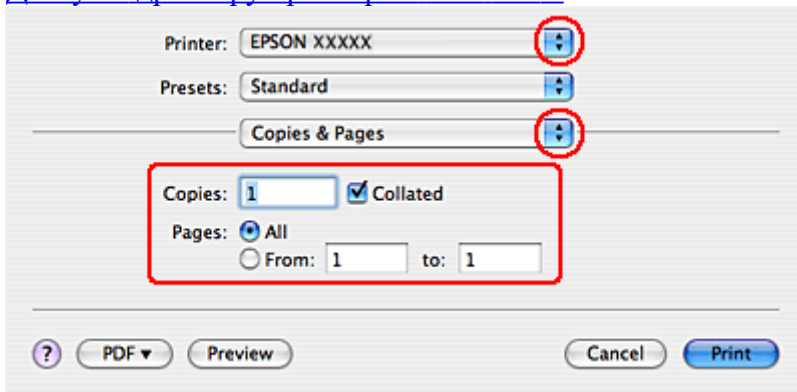 Printer: EPSON XXXXX
Presets: Standard
Copies & Pages
Copies: 1 Collated
Pages: All
From: 1 to: 1
? PDF ▼ Preview Cancel Print